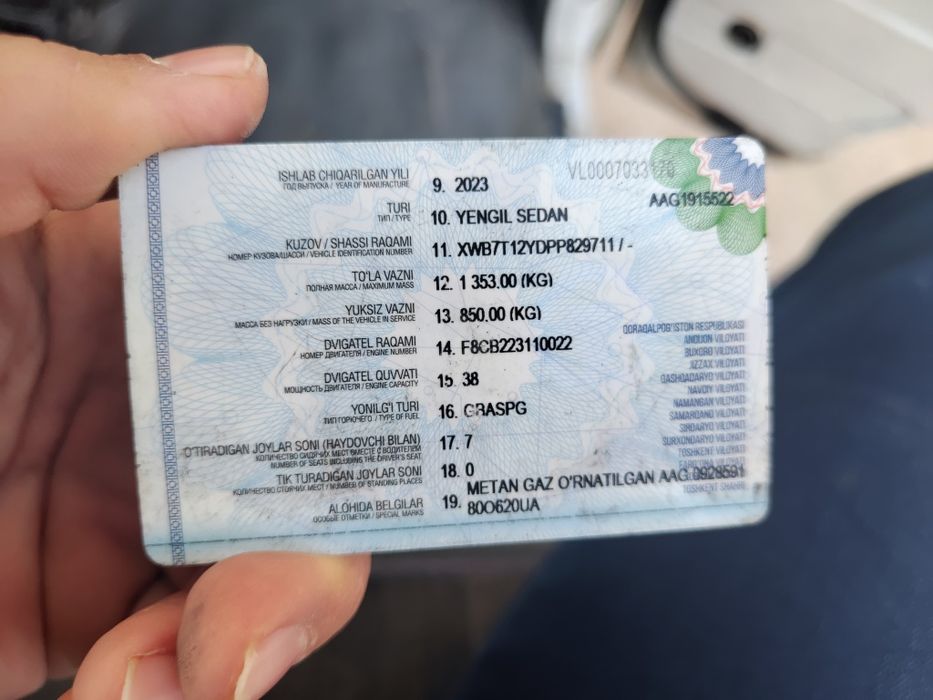 VL0007033170
AAG1915522
ISHLAB CHIQARILGAN YILI
ГОД ВЫПУСКА / YEAR OF MANUFACTURE
9. 2023
TURI
ТИП / TYPE
10. YENGIL SEDAN
KUZOV / SHASSI RAQAMI
НОМЕР КУЗОВА/ШАССИ / VEHICLE IDENTIFICATION NUMBER
11. XWB7T12YDPP829711 / -
TO'LA VAZNI
ПОЛНАЯ МАССА / MAXIMUM MASS
12. 1 353.00 (KG)
YUKSIZ VAZNI
МАССА БЕЗ НАГРУЗКИ / MASS OF THE VEHICLE IN SERVICE
13. 850.00 (KG)
DVIGATEL RAQAMI
НОМЕР ДВИГАТЕЛЯ / ENGINE NUMBER
14. F8CB223110022
DVIGATEL QUVVATI
МОЩНОСТЬ ДВИГАТЕЛЯ / ENGINE CAPACITY
15. 38
YONILG'I TURI
ТИП ГОРЮЧЕГО / TYPE OF FUEL
16. GRASPG
O'TIRADIGAN JOYLAR SONI (HAYDOVCHI BILAN)
КОЛИЧЕСТВО СИДЯЧИХ МЕСТ ВМЕСТЕ С ВОДИТЕЛЕМ
NUMBER OF SEATS INCLUDING THE DRIVER'S SEAT
17. 7
TIK TURADIGAN JOYLAR SONI
КОЛИЧЕСТВО СТОЯЧИХ МЕСТ / NUMBER OF STANDING PLACES
18. 0
ALOHIDA BELGILAR
ОСОБЫЕ ОТМЕТКИ / SPECIAL MARKS
19. METAN GAZ O'RNATILGAN AAG
80O620UA
QORAQALPOG'ISTON RESPUBLIKASI
ANDIJON VILOYATI
BUXORO VILOYATI
JIZZAX VILOYATI
QASHQADARYO VILOYATI
NAVOIY VILOYATI
NAMANGAN VILOYATI
SAMARQAND VILOYATI
SIRDARYO VILOYATI
SURXONDARYO VILOYATI
TOSHKENT VILOYATI
TOSHKENT SHAHRI